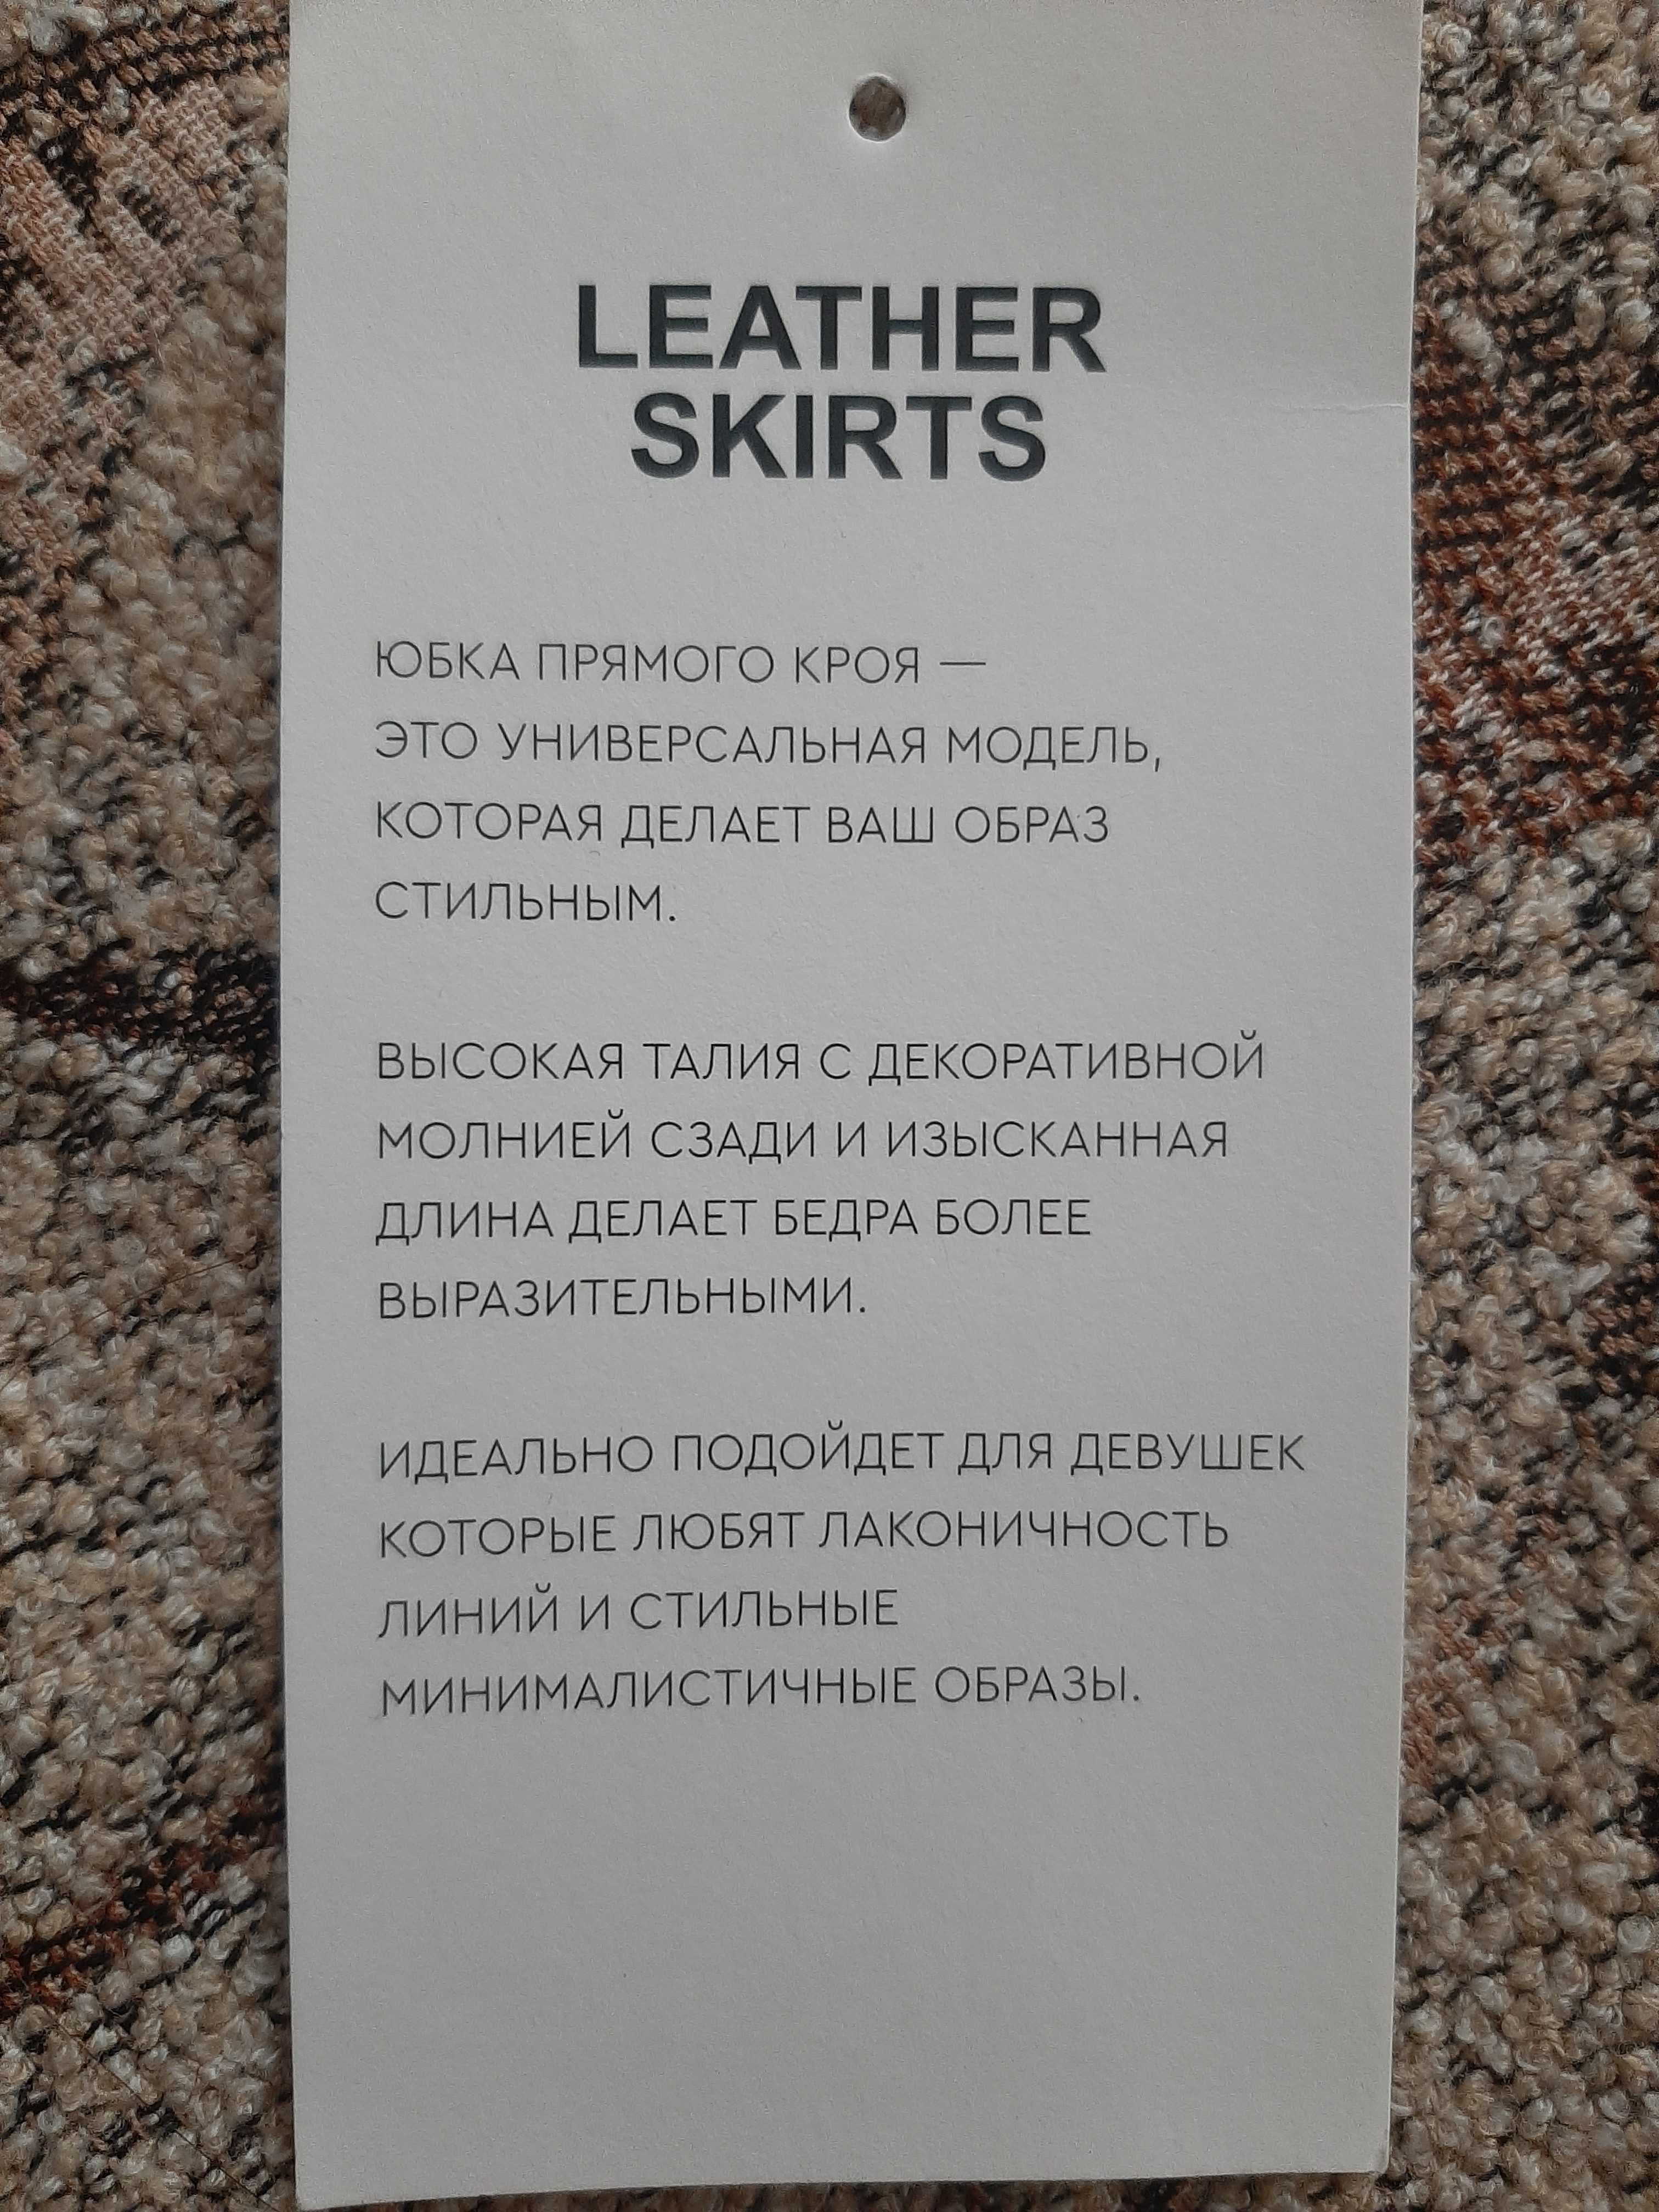 LEATHER
SKIRTS
ЮБКА ПРЯМОГО КРОЯ —
ЭТО УНИВЕРСАЛЬНАЯ МОДЕЛЬ,
КОТОРАЯ ДЕЛАЕТ ВАШ ОБРАЗ
СТИЛЬНЫМ.
ВЫСОКАЯ ТАЛИЯ С ДЕКОРАТИВНОЙ
МОЛНИЕЙ СЗАДИ И ИЗЫСКАННАЯ
ДЛИНА ДЕЛАЕТ БЕДРА БОЛЕЕ
ВЫРАЗИТЕЛЬНЫМИ.
ИДЕАЛЬНО ПОДОЙДЕТ ДЛЯ ДЕВУШЕК
КОТОРЫЕ ЛЮБЯТ ЛАКОНИЧНОСТЬ
ЛИНИЙ И СТИЛЬНЫЕ
МИНИМАЛИСТИЧНЫЕ ОБРАЗЫ.